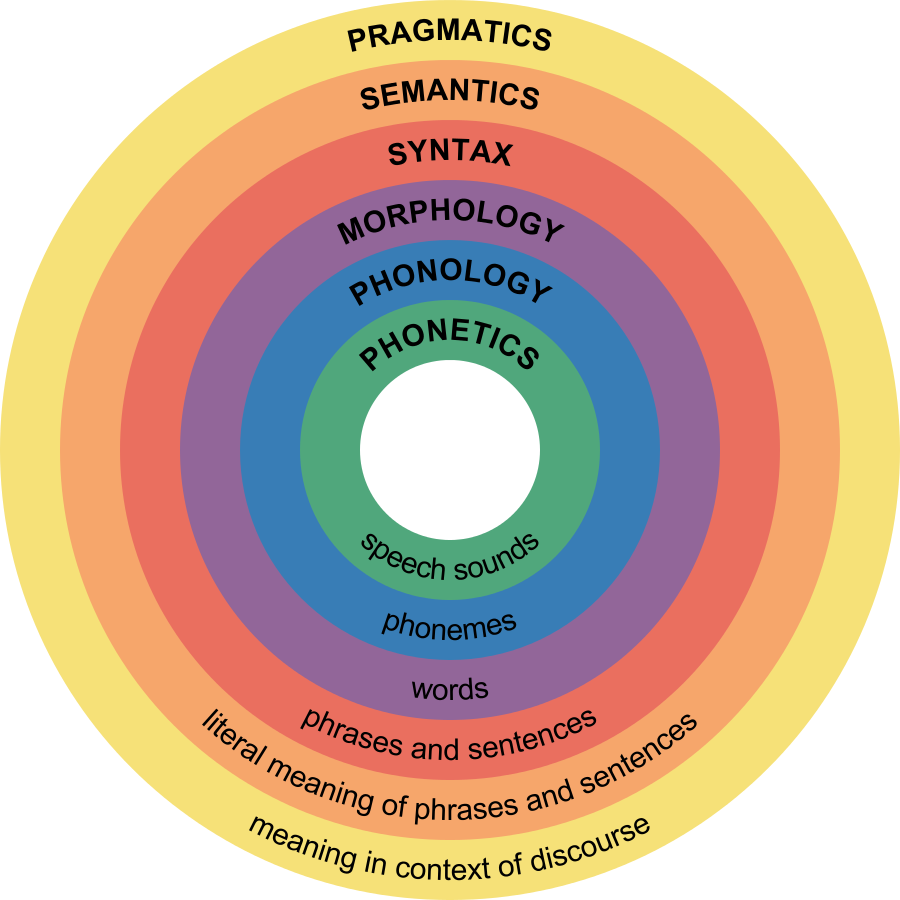 PRAGMATICS
SEMANTICS
SYNTAX
MORPHOLOGY
PHONOLOGY
PHONETICS
speech sounds
phonemes
words
phrases and sentences
literal meaning of phrases and sentences
meaning in context of discourse